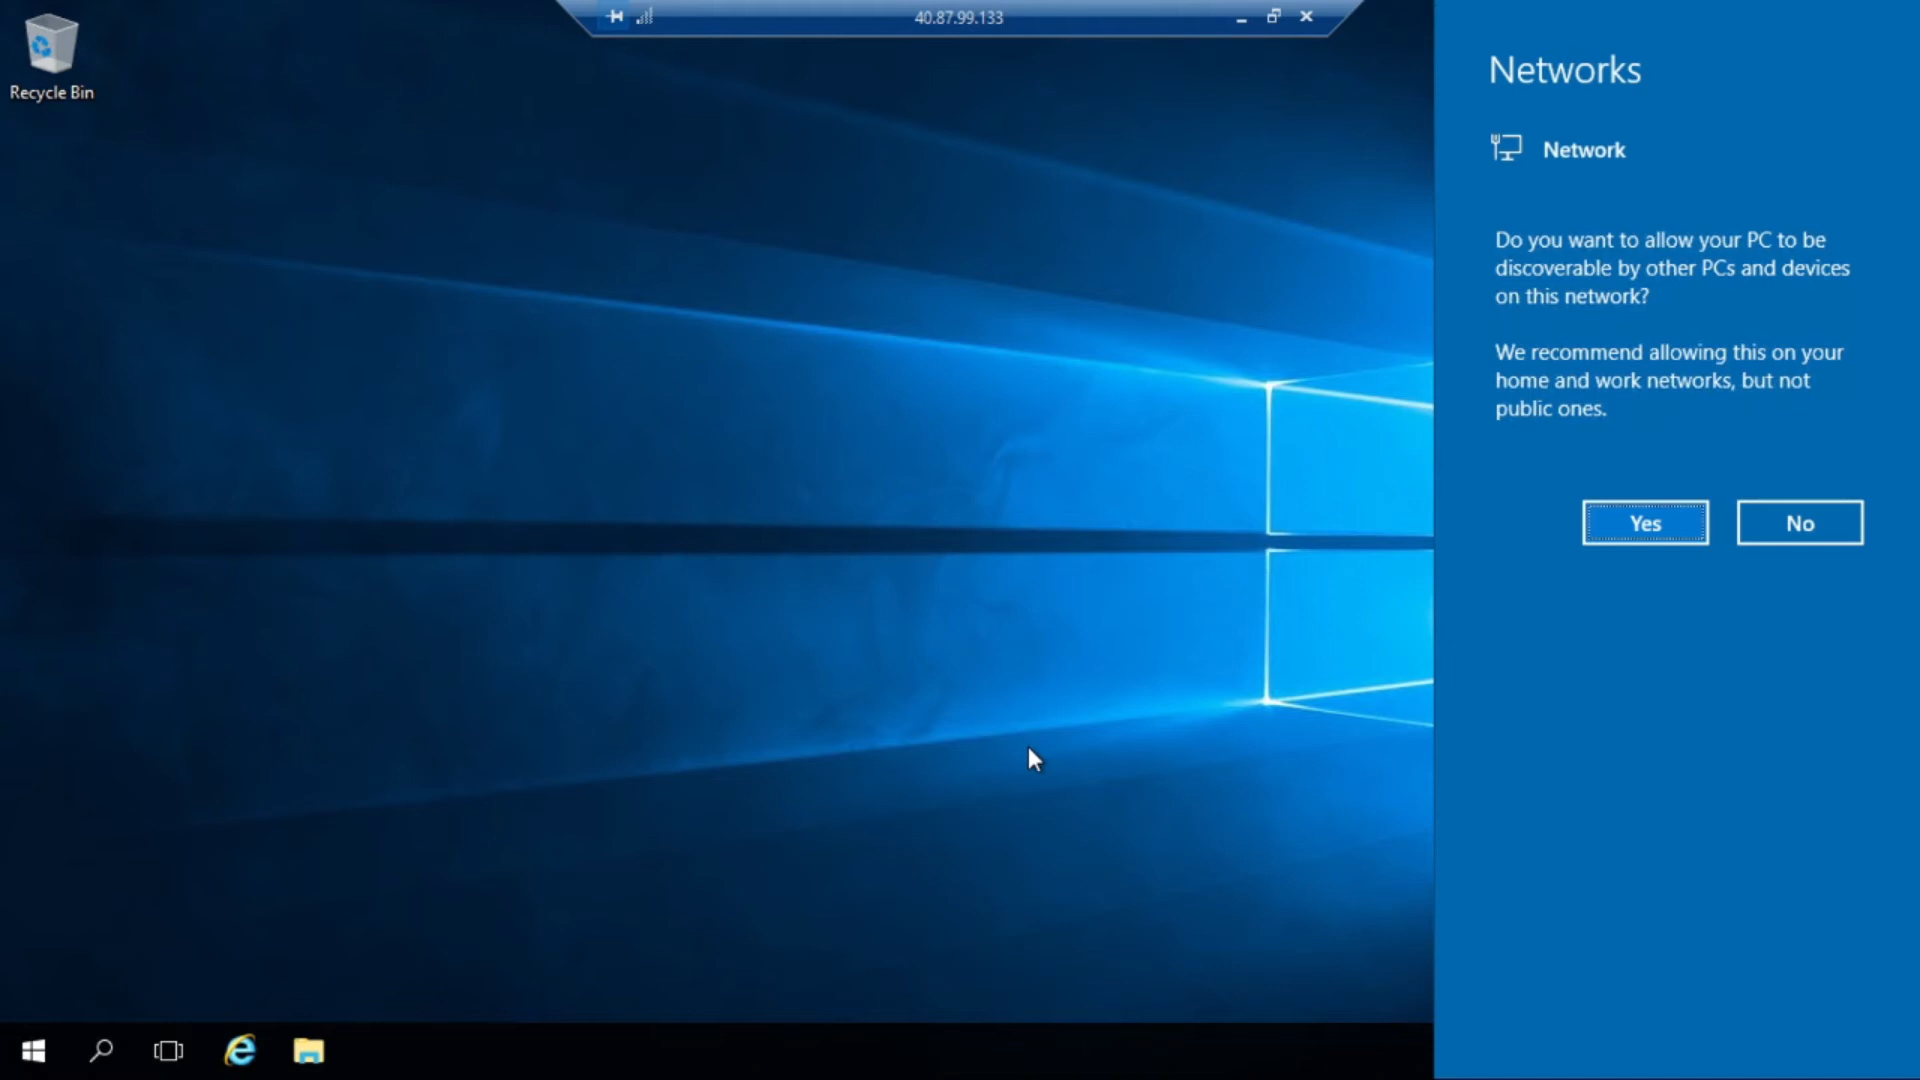 40.87.99.133
Recycle Bin
Networks
Network
Do you want to allow your PC to be
discoverable by other PCs and devices
on this network?
We recommend allowing this on your
home and work networks, but not
public ones.
Yes
No